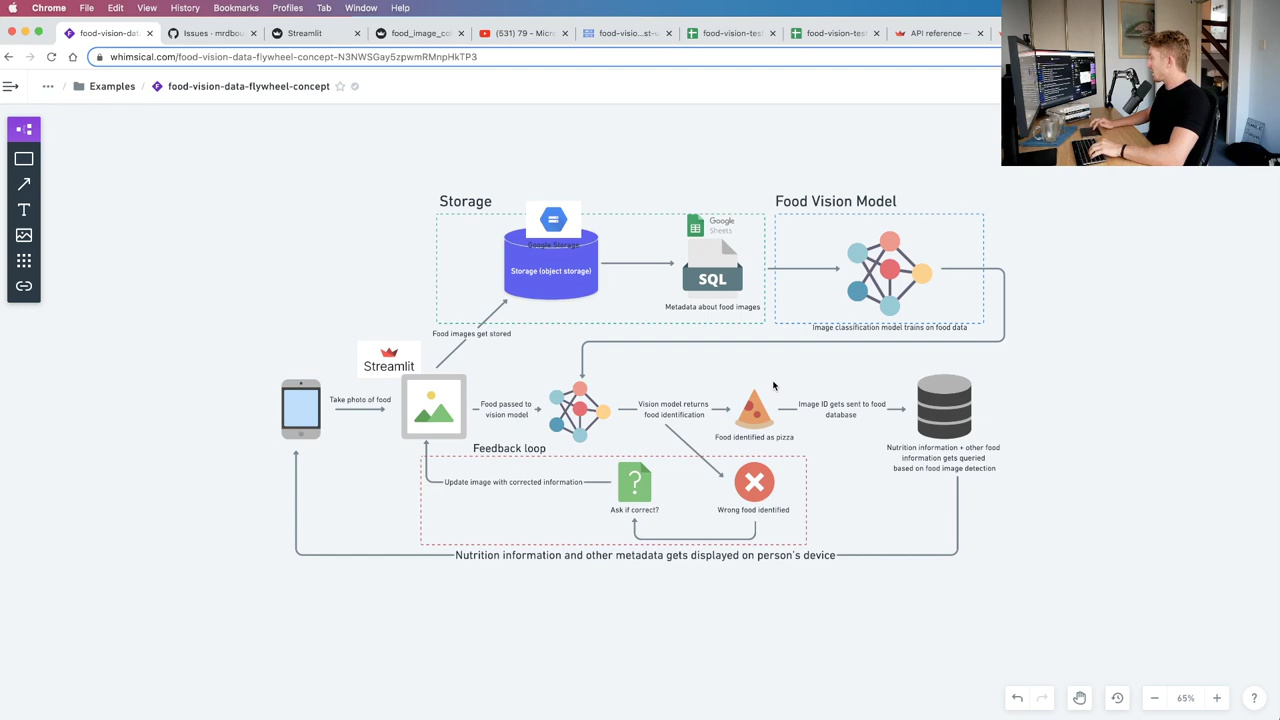 Chrome File Edit View History Bookmarks Profiles Tab Window Help
food-vision-dat
Issues · mrdbou
Streamlit
food_image_co
(531) 79 – Micr
food-visio...st-u
food-vision-test
food-vision-test
API reference —
whimsical.com/food-vision-data-flywheel-concept-N3NWSGay5zpwmRMnpHkTP3
Examples / food-vision-data-flywheel-concept
Storage
Food Vision Model
Google Sheets
Google Storage
Storage (object storage)
SQL
Metadata about food images
Image classification model trains on food data
Food images get stored
Streamlit
Take photo of food
Food passed to
vision model
Vision model returns
food identification
Image ID gets sent to food
database
Food identified as pizza
Nutrition information + other food
information gets queried
based on food image detection
Feedback loop
Update image with corrected information
?
Ask if correct?
Wrong food identified
Nutrition information and other metadata gets displayed on person's device
T
65%
?